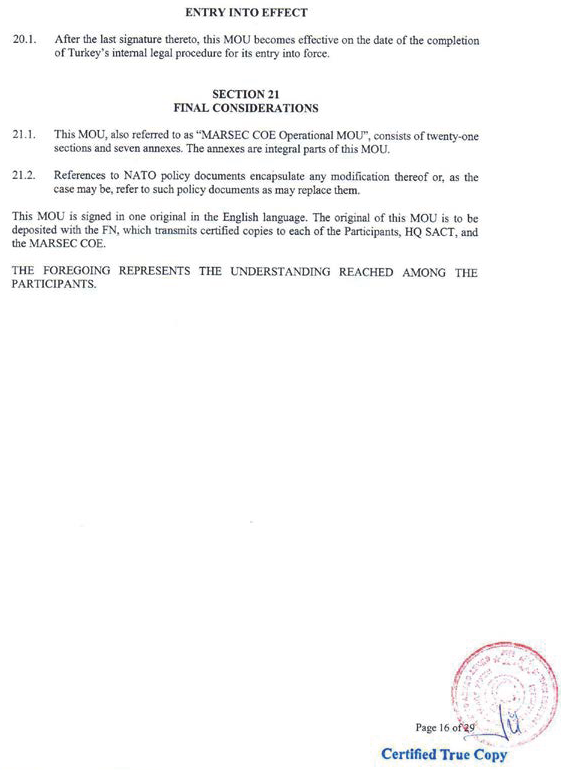 ENTRY INTO EFFECT
20.1. After the last signature thereto, this MOU becomes effective on the date of the completion
of Turkey's internal legal procedure for its entry into force.
SECTION 21
FINAL CONSIDERATIONS
21.1. This MOU, also referred to as “MARSEC COE Operational MOU”, consists of twenty-one
sections and seven annexes. The annexes are integral parts of this MOU.
21.2. References to NATO policy documents encapsulate any modification thereof or, as the
case may be, refer to such policy documents as may replace them.
This MOU is signed in one original in the English language. The original of this MOU is to be
deposited with the FN, which transmits certified copies to each of the Participants, HQ SACT, and
the MARSEC COE.
THE FOREGOING REPRESENTS THE UNDERSTANDING REACHED AMONG THE
PARTICIPANTS.
Page 16 of 29
Certified True Copy